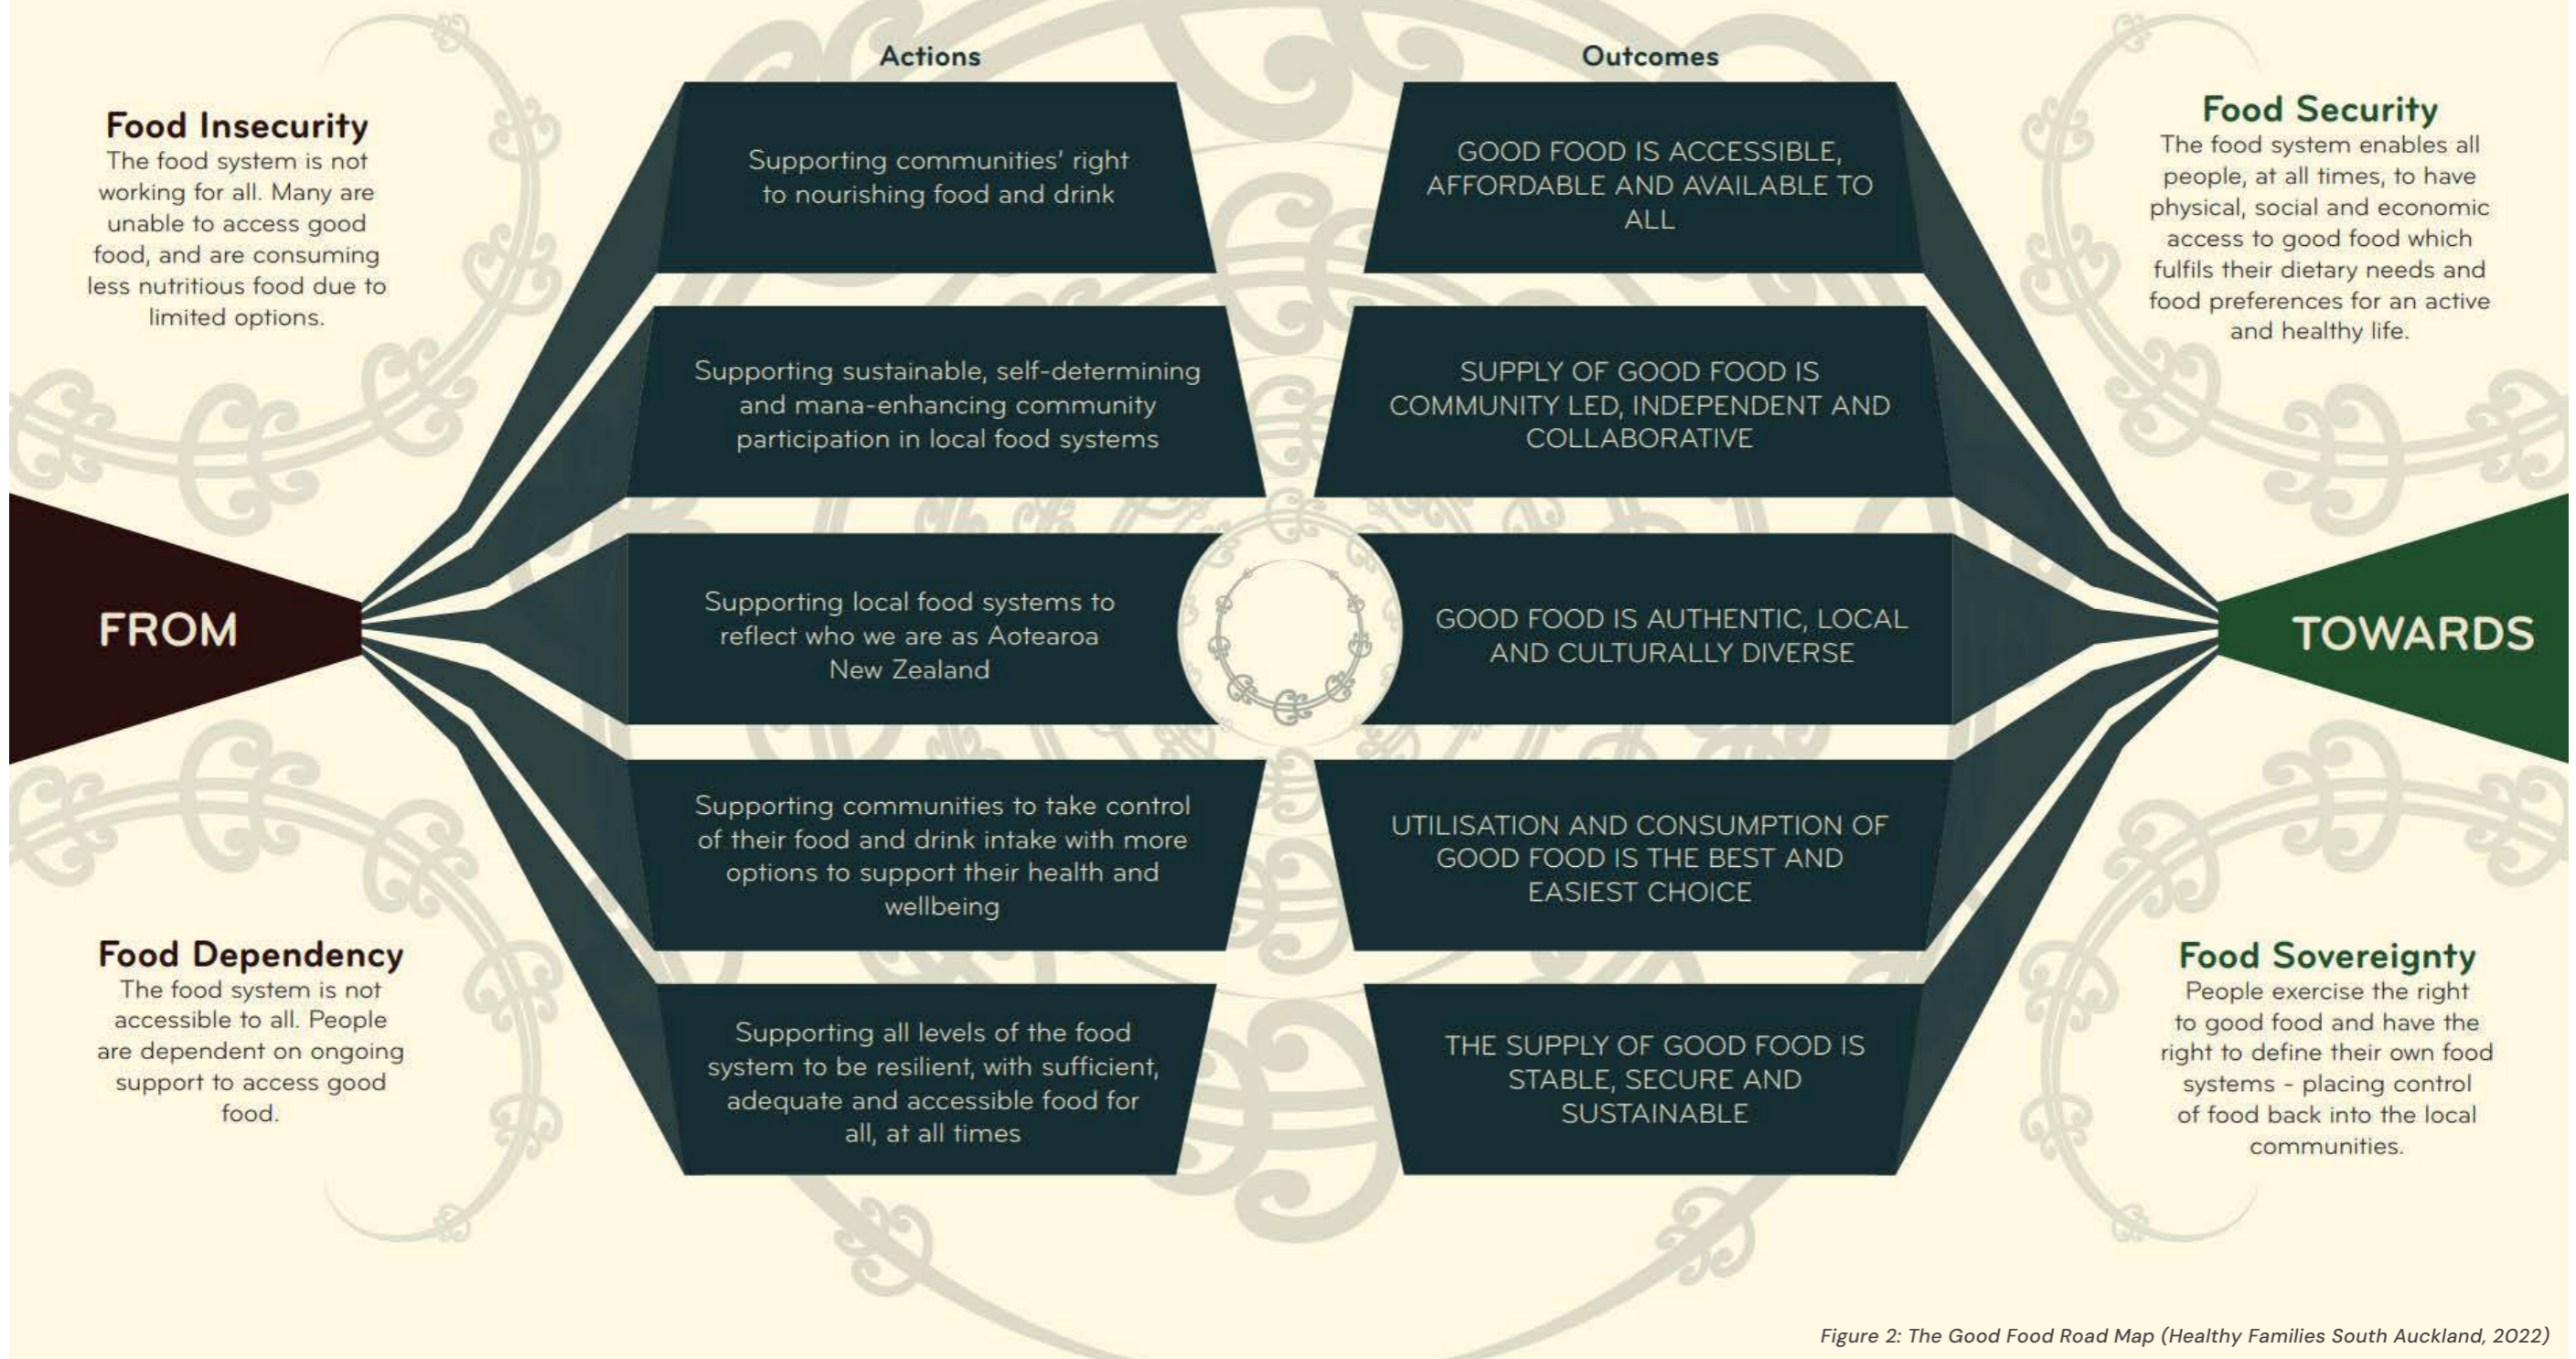 Actions
Outcomes
Food Insecurity
The food system is not
working for all. Many are
unable to access good
food, and are consuming
less nutritious food due to
limited options.
Food Dependency
The food system is not
accessible to all. People
are dependent on ongoing
support to access good
food.
FROM
Supporting communities' right
to nourishing food and drink
GOOD FOOD IS ACCESSIBLE,
AFFORDABLE AND AVAILABLE TO
ALL
Supporting sustainable, self-determining
and mana-enhancing community
participation in local food systems
SUPPLY OF GOOD FOOD IS
COMMUNITY LED, INDEPENDENT AND
COLLABORATIVE
Supporting local food systems to
reflect who we are as Aotearoa
New Zealand
GOOD FOOD IS AUTHENTIC, LOCAL
AND CULTURALLY DIVERSE
Supporting communities to take control
of their food and drink intake with more
options to support their health and
wellbeing
UTILISATION AND CONSUMPTION OF
GOOD FOOD IS THE BEST AND
EASIEST CHOICE
Supporting all levels of the food
system to be resilient, with sufficient,
adequate and accessible food for
all, at all times
THE SUPPLY OF GOOD FOOD IS
STABLE, SECURE AND
SUSTAINABLE
Food Security
The food system enables all
people, at all times, to have
physical, social and economic
access to good food which
fulfils their dietary needs and
food preferences for an active
and healthy life.
TOWARDS
Food Sovereignty
People exercise the right
to good food and have the
right to define their own food
systems - placing control
of food back into the local
communities.
Figure 2: The Good Food Road Map (Healthy Families South Auckland, 2022)